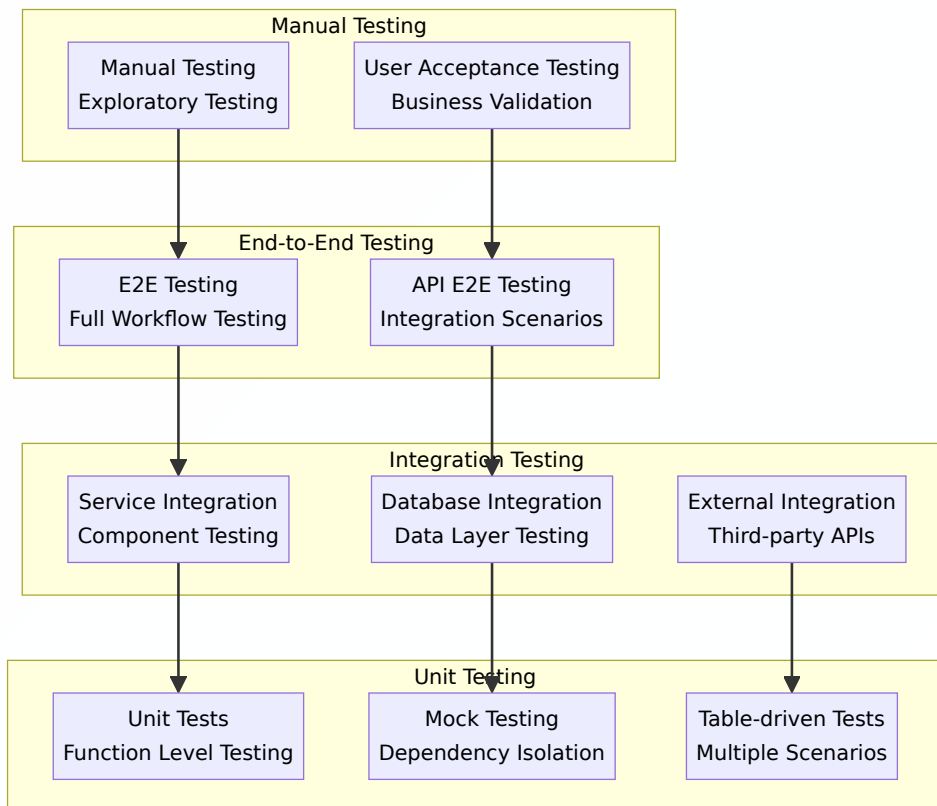 Manual Testing
Manual Testing
Exploratory Testing
User Acceptance Testing
Business Validation
End-to-End Testing
E2E Testing
Full Workflow Testing
API E2E Testing
Integration Scenarios
Integration Testing
Service Integration
Component Testing
Database Integration
Data Layer Testing
External Integration
Third-party APIs
Unit Testing
Unit Tests
Function Level Testing
Mock Testing
Dependency Isolation
Table-driven Tests
Multiple Scenarios